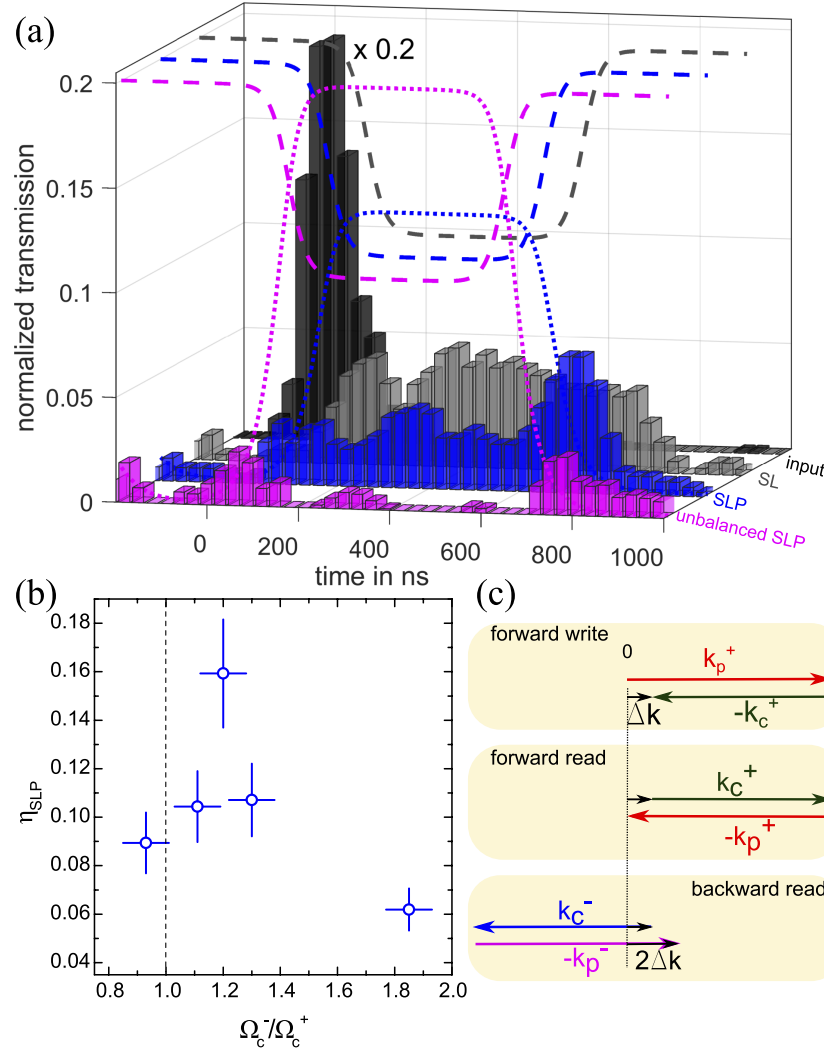 (a)
x 0.2
normalized transmission
0.2
0.15
0.1
0.05
0
input
SL
SLP
unbalanced SLP
0
200
400
600
800
1000
time in ns
(b)
η_SLP
0.18
0.16
0.14
0.12
0.10
0.08
0.06
0.04
0.8 1.0 1.2 1.4 1.6 1.8 2.0
Ω_c^-/Ω_c^+
(c)
forward write
0
k_p^+
Δk
-k_c^+
forward read
k_c^+
-k_p^+
backward read
k_c^-
-k_p^-
2Δk